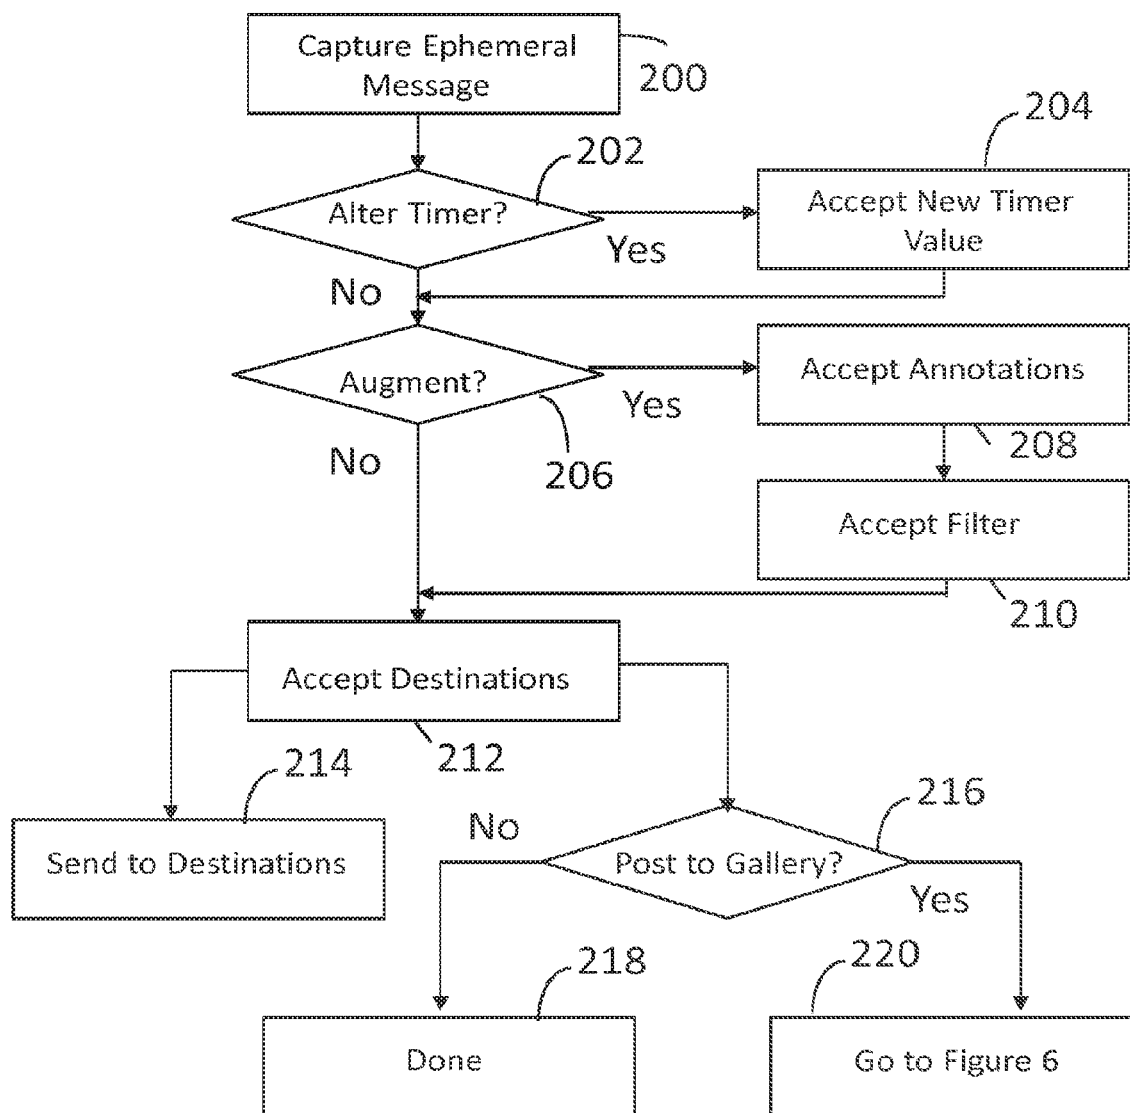 Capture Ephemeral
Message
200
202
204
Alter Timer?
Yes
Accept New Timer
Value
No
Augment?
Yes
Accept Annotations
208
No
206
Accept Filter
210
Accept Destinations
212
214
Send to Destinations
216
No
Post to Gallery?
Yes
218
220
Done
Go to Figure 6